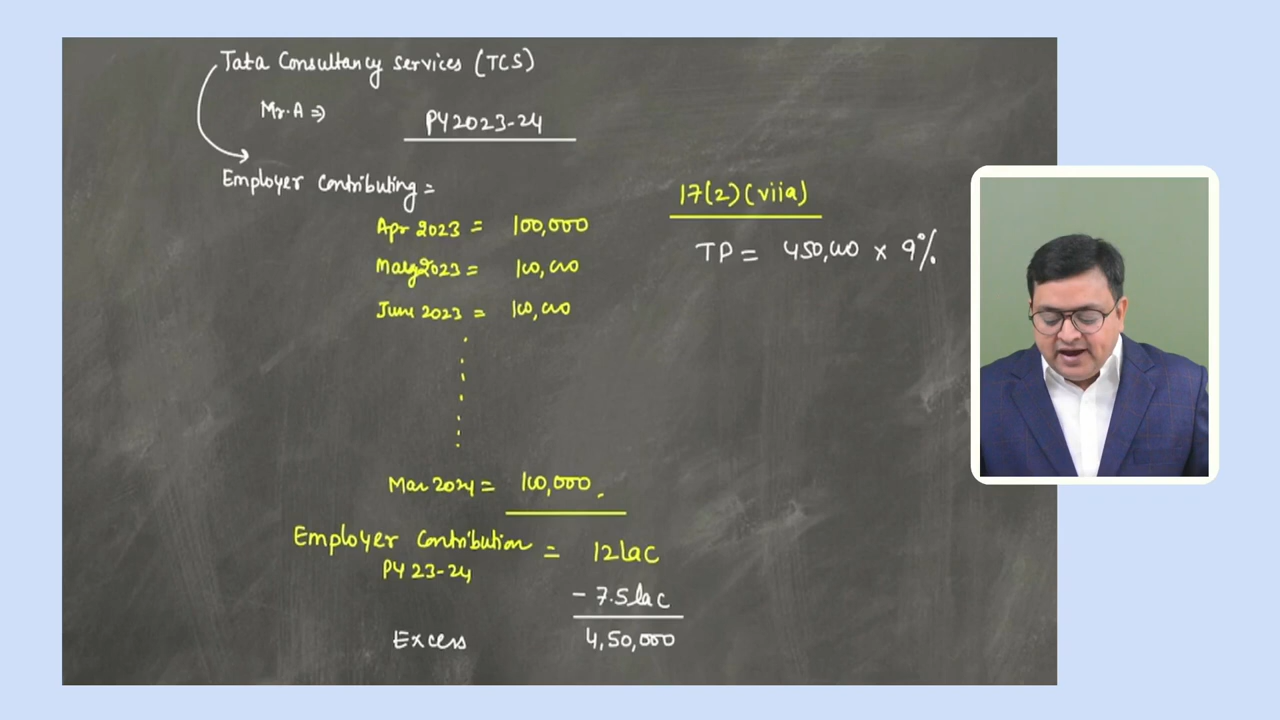 Tata Consultancy Services (TCS)
Mr. A ⇒
PY2023-24
Employer Contributing =
17(2)(viia)
Apr 2023 = 100,000
TP = 450,000 × 9%
May 2023 = 100,000
June 2023 = 100,000
Mar 2024 = 100,000.
Employer Contribution = 12 lac
PY 23-24
- 7.5 lac
Excess 4,50,000